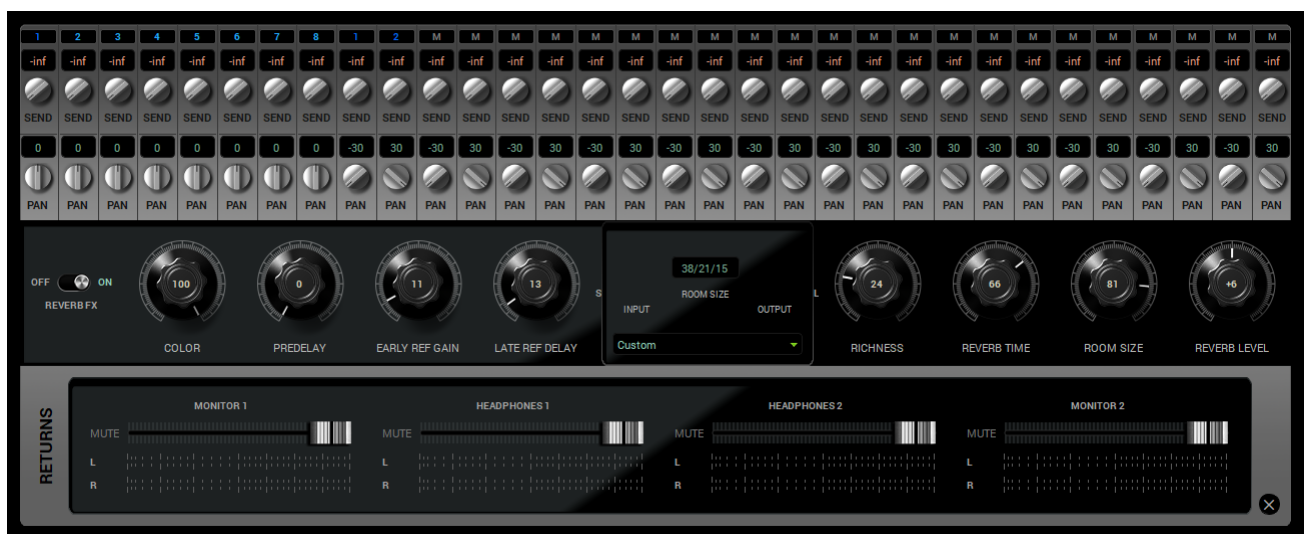 1 2 3 4 5 6 7 8 1 2 M M M M M M M M M M M M M M M M M M M M M M
-inf -inf -inf -inf -inf -inf -inf -inf -inf -inf -inf -inf -inf -inf -inf -inf -inf -inf -inf -inf -inf -inf -inf -inf -inf -inf -inf -inf -inf -inf -inf -inf
SEND SEND SEND SEND SEND SEND SEND SEND SEND SEND SEND SEND SEND SEND SEND SEND SEND SEND SEND SEND SEND SEND SEND SEND SEND SEND SEND SEND SEND SEND SEND SEND
0 0 0 0 0 0 0 0 -30 30 -30 30 -30 30 -30 30 -30 30 -30 30 -30 30 -30 30 -30 30 -30 30 -30 30 -30 30
PAN PAN PAN PAN PAN PAN PAN PAN PAN PAN PAN PAN PAN PAN PAN PAN PAN PAN PAN PAN PAN PAN PAN PAN PAN PAN PAN PAN PAN PAN PAN PAN
OFF ON
REVERB FX
100 0 11 13
COLOR PREDELAY EARLY REF GAIN LATE REF DELAY
S
38/21/15
ROOM SIZE
INPUT OUTPUT
Custom
L
24 66 81 +6
RICHNESS REVERB TIME ROOM SIZE REVERB LEVEL
RETURNS
MONITOR 1 HEADPHONES 1 HEADPHONES 2 MONITOR 2
MUTE MUTE MUTE MUTE
L L L L
R R R R